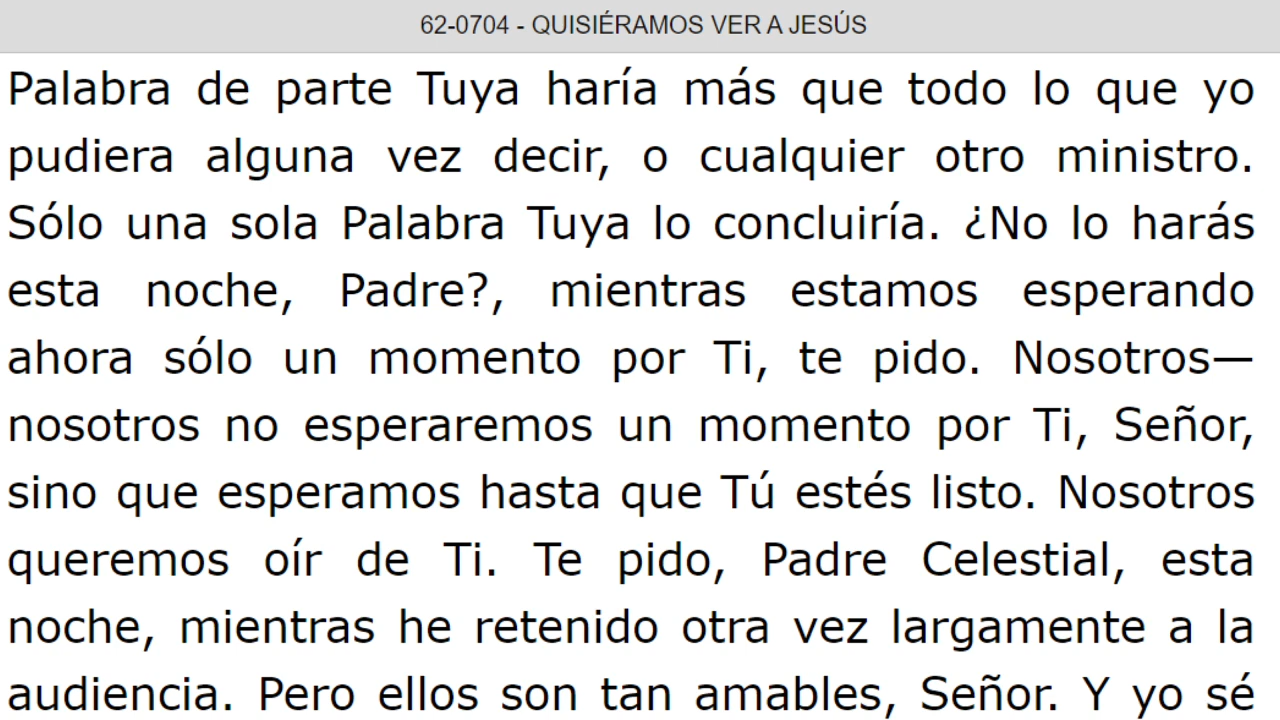 62-0704 - QUISIÉRAMOS VER A JESÚS
Palabra de parte Tuya haría más que todo lo que yo
pudiera alguna vez decir, o cualquier otro ministro.
Sólo una sola Palabra Tuya lo concluiría. ¿No lo harás
esta noche, Padre?, mientras estamos esperando
ahora sólo un momento por Ti, te pido. Nosotros—
nosotros no esperaremos un momento por Ti, Señor,
sino que esperamos hasta que Tú estés listo. Nosotros
queremos oír de Ti. Te pido, Padre Celestial, esta
noche, mientras he retenido otra vez largamente a la
audiencia. Pero ellos son tan amables, Señor. Y yo sé